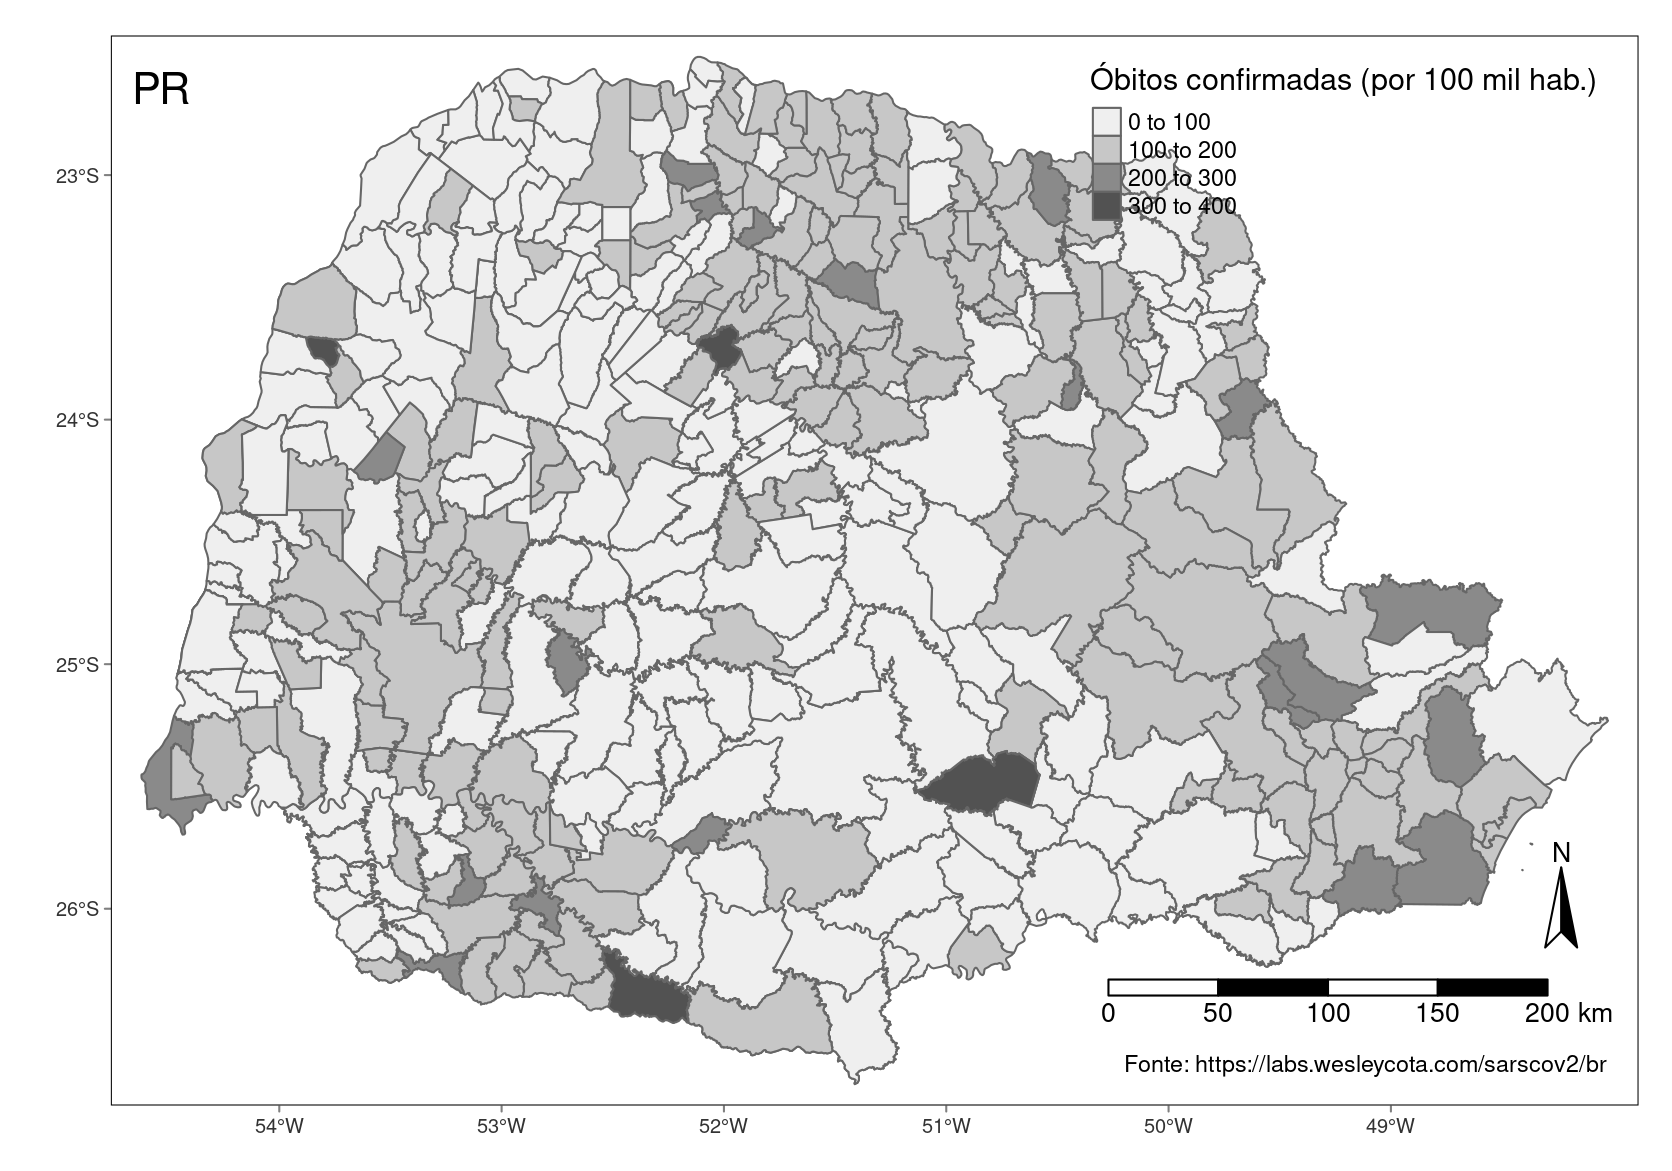 PR
Óbitos confirmadas (por 100 mil hab.)
0 to 100
100 to 200
200 to 300
300 to 400
23°S
24°S
25°S
26°S
N
0 50 100 150 200 km
Fonte: https://labs.wesleycota.com/sarscov2/br
54°W 53°W 52°W 51°W 50°W 49°W